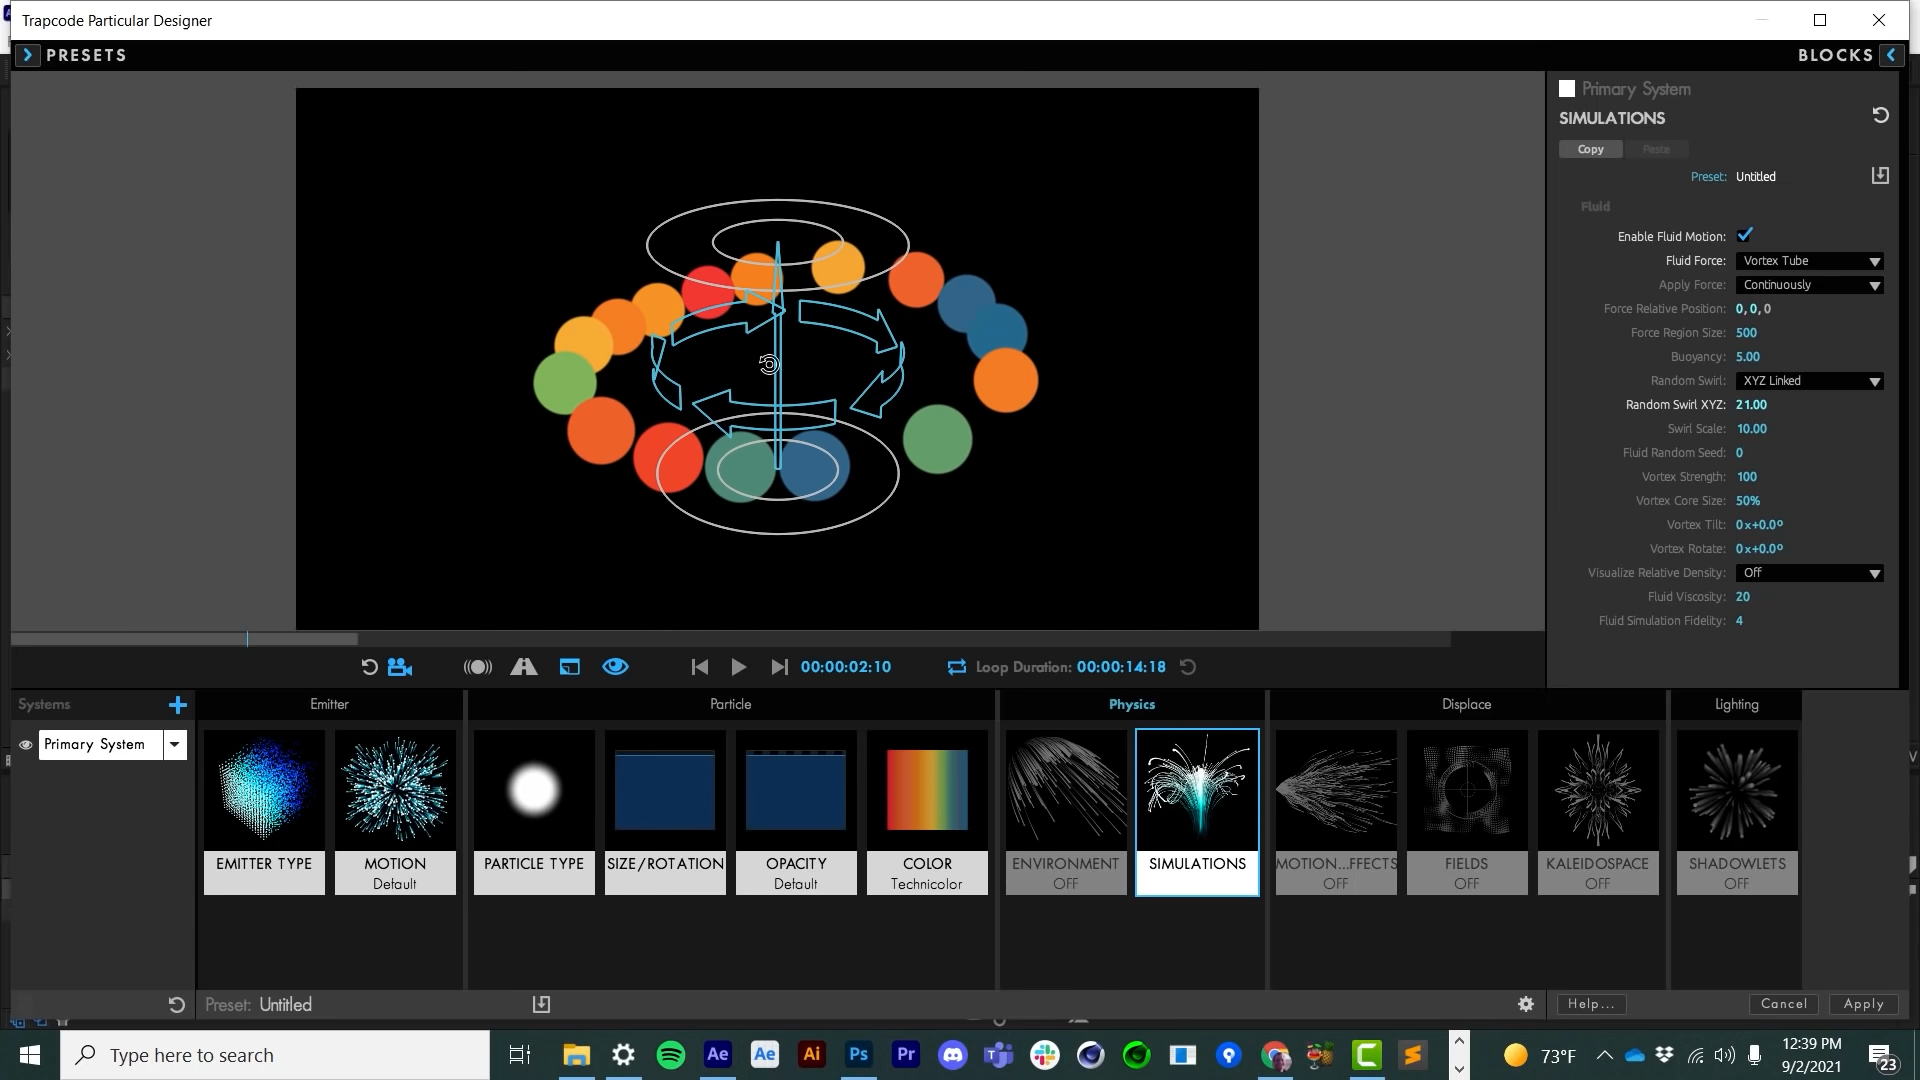 Trapcode Particular Designer
PRESETS
BLOCKS
Primary System
SIMULATIONS
Copy
Paste
Preset: Untitled
Fluid
Enable Fluid Motion:
Fluid Force: Vortex Tube
Apply Force: Continuously
Force Relative Position: 0, 0, 0
Force Region Size: 500
Buoyancy: 5.00
Random Swirl: XYZ Linked
Random Swirl XYZ: 21.00
Swirl Scale: 10.00
Fluid Random Seed: 0
Vortex Strength: 100
Vortex Core Size: 50%
Vortex Tilt: 0x+0.0°
Vortex Rotate: 0x+0.0°
Visualize Relative Density: Off
Fluid Viscosity: 20
Fluid Simulation Fidelity: 4
00:00:02:10
Loop Duration: 00:00:14:18
Systems
Emitter
Particle
Physics
Displace
Lighting
Primary System
EMITTER TYPE
MOTION
Default
PARTICLE TYPE
SIZE/ROTATION
OPACITY
Default
COLOR
Technicolor
ENVIRONMENT
OFF
SIMULATIONS
MOTION...FFECTS
OFF
FIELDS
OFF
KALEIDOSPACE
OFF
SHADOWLETS
OFF
Preset: Untitled
Help...
Cancel
Apply
Type here to search
Ae
Ae
Ai
Ps
Pr
73°F
12:39 PM
9/2/2021
23